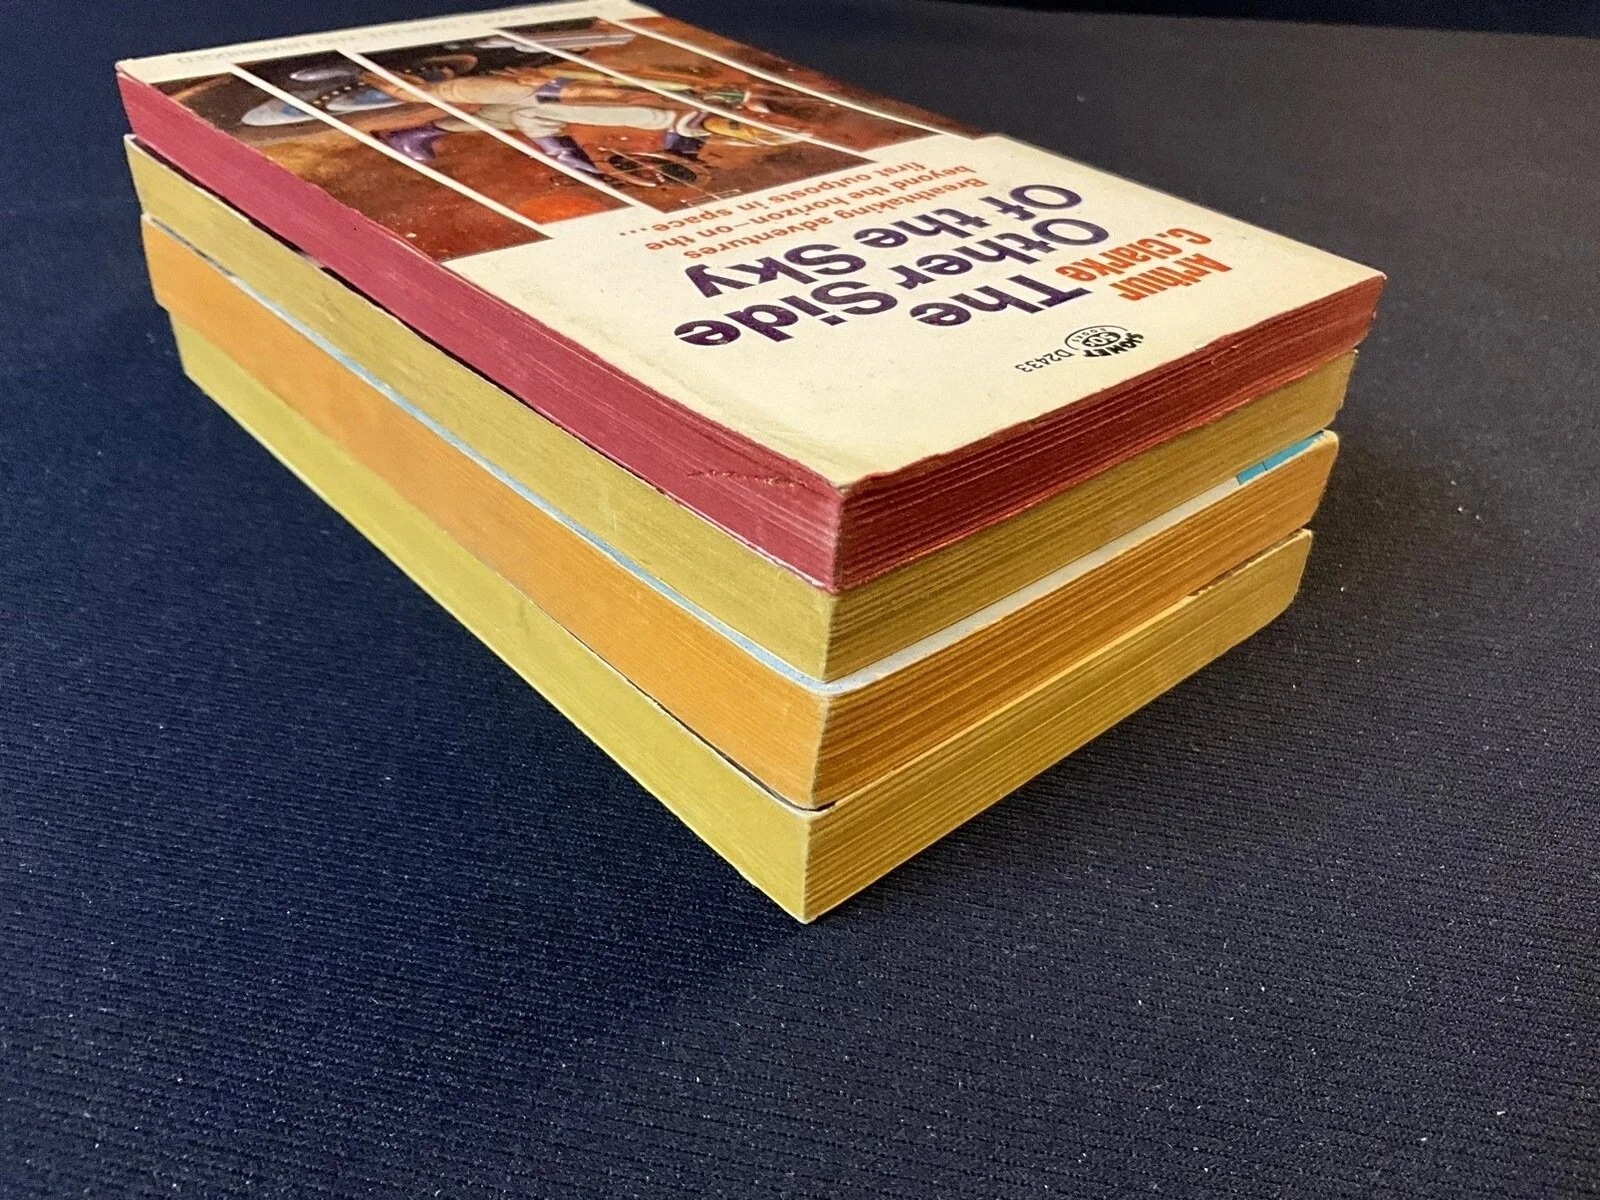 SIGNET
BOOKS
D2433
Arthur
C. Clarke
The
Other Side
Of the Sky
Breathtaking adventures
beyond the horizon—on the
first outposts in space...